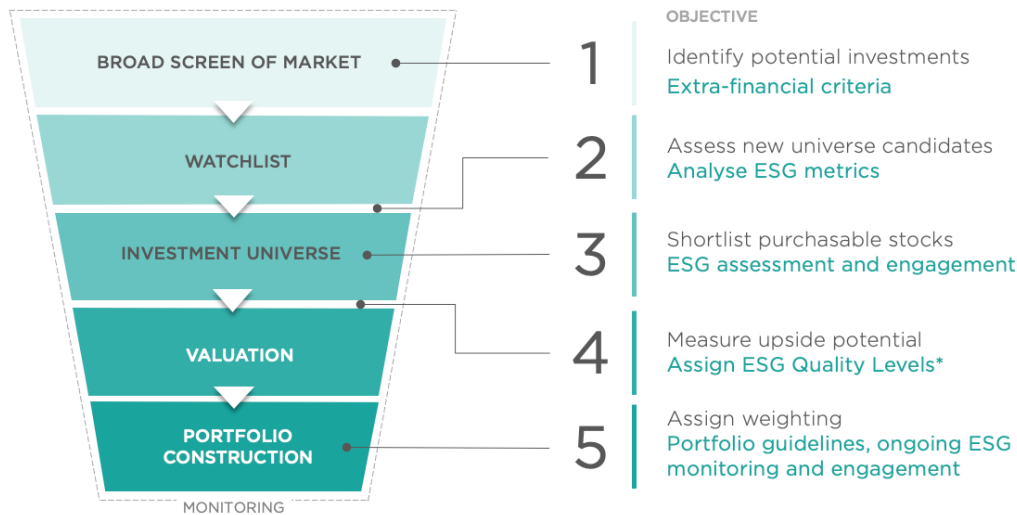 OBJECTIVE
BROAD SCREEN OF MARKET
1
Identify potential investments
Extra-financial criteria
WATCHLIST
2
Assess new universe candidates
Analyse ESG metrics
INVESTMENT UNIVERSE
3
Shortlist purchasable stocks
ESG assessment and engagement
VALUATION
4
Measure upside potential
Assign ESG Quality Levels*
PORTFOLIO
CONSTRUCTION
5
Assign weighting
Portfolio guidelines, ongoing ESG
monitoring and engagement
MONITORING